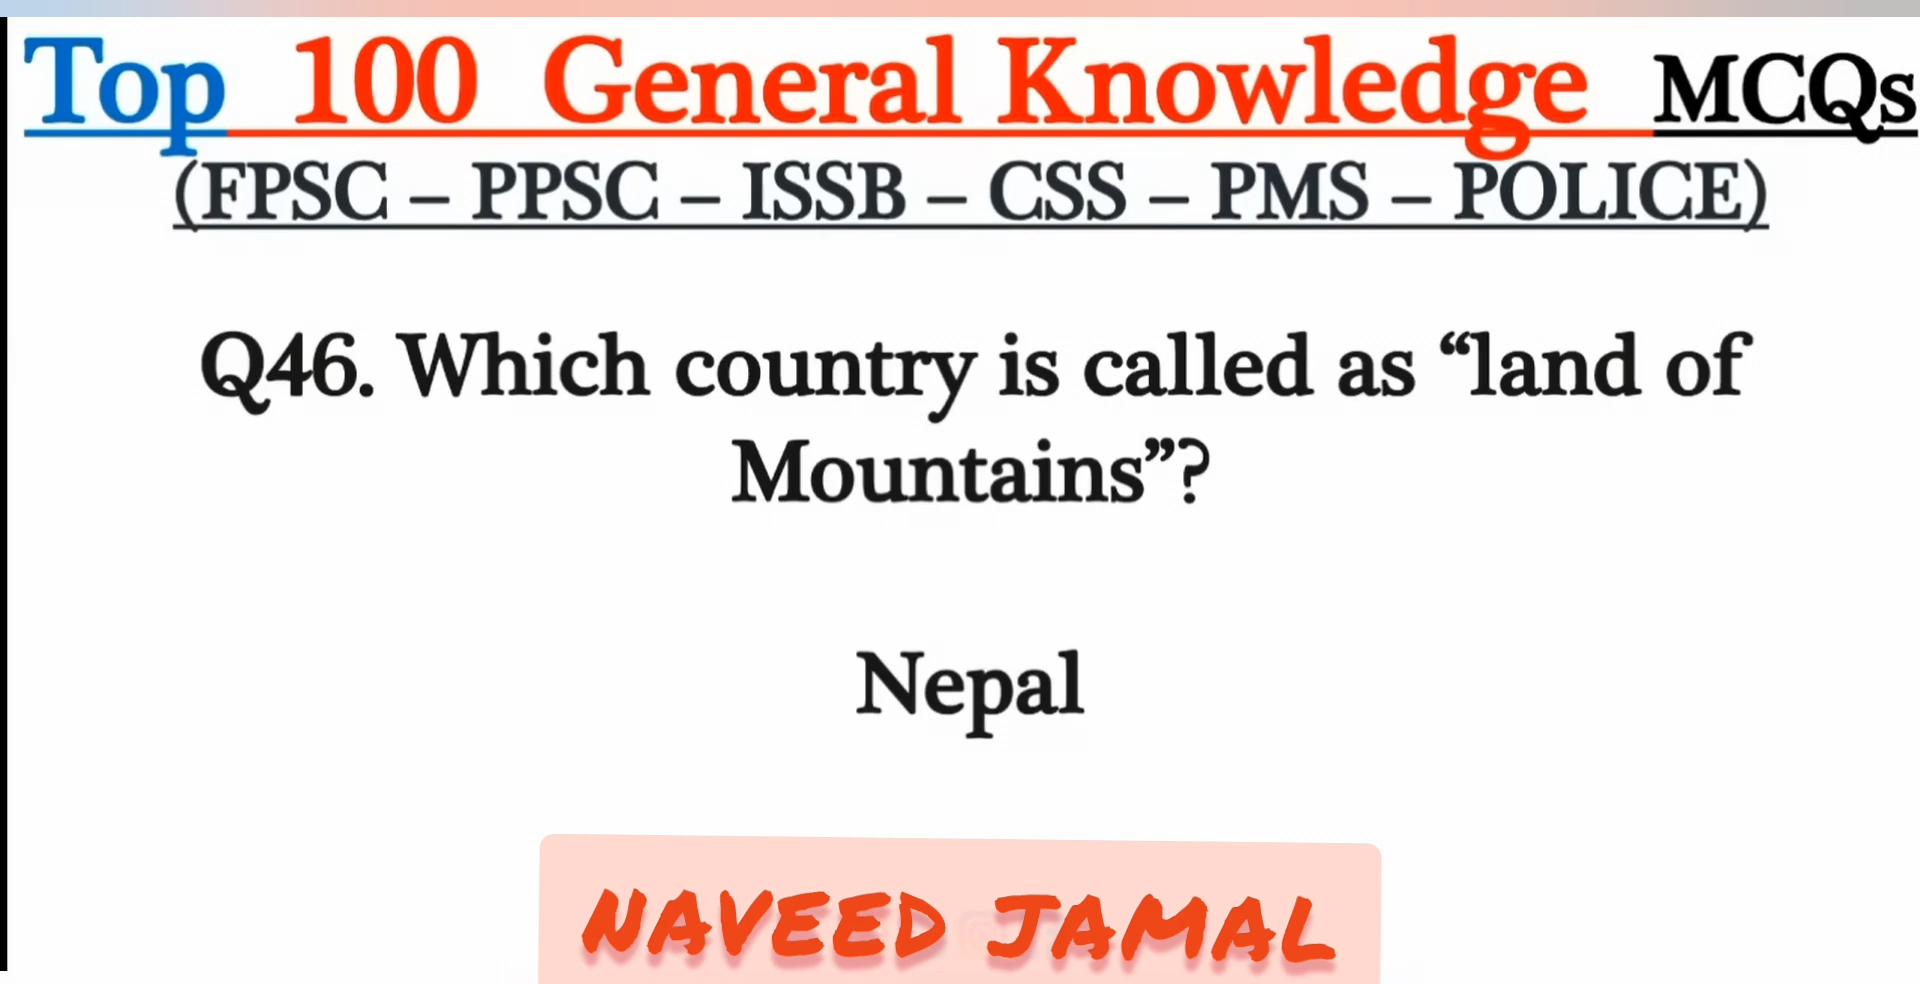 Top 100 General Knowledge MCQs
(FPSC – PPSC – ISSB – CSS – PMS – POLICE)
Q46. Which country is called as “land of
Mountains”?
Nepal
NAVEED JAMAL